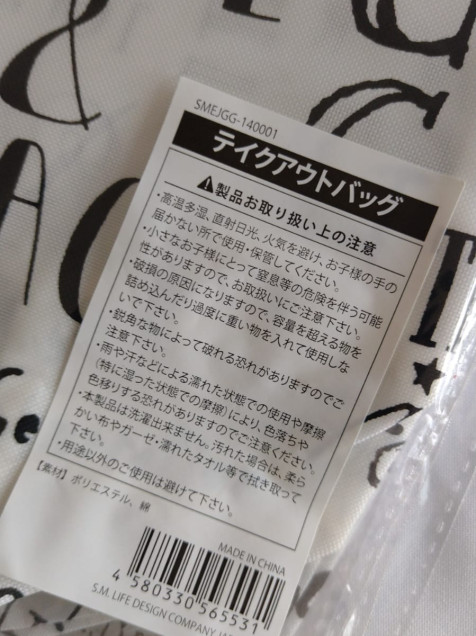 SMEJGG-140001
テイクアウトバッグ
⚠製品お取り扱い上の注意
・高温多湿、直射日光、火気を避け、お子様の手の
届かない所で使用・保管してください。
・小さなお子様にとって窒息等の危険を伴う可能
性がありますので、お取扱いにご注意下さい。
・破損の原因になりますので、容量を超える物を
詰め込んだり過度に重い物を入れて使用しな
いで下さい。
・鋭角な物によって破れる恐れがありますのでご
注意下さい。
・雨や汗などによる濡れた状態での使用や摩擦
(特に湿った状態での摩擦)により、色落ちや
色移りする恐れがありますのでご注意ください。
・本製品は洗濯出来ません。汚れた場合は、柔ら
かい布やガーゼ・濡れたタオル等で拭き取って
下さい。
・用途以外のご使用は避けて下さい。
【素材】ポリエステル、綿
MADE IN CHINA
4 580330 565531
S.M. LIFE DESIGN COMPANY